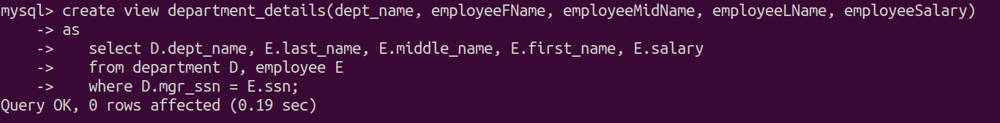 mysql> create view department_details(dept_name, employeeFName, employeeMidName, employeeLName, employeeSalary)
    -> as
    ->    select D.dept_name, E.last_name, E.middle_name, E.first_name, E.salary
    ->    from department D, employee E
    ->    where D.mgr_ssn = E.ssn;
Query OK, 0 rows affected (0.19 sec)